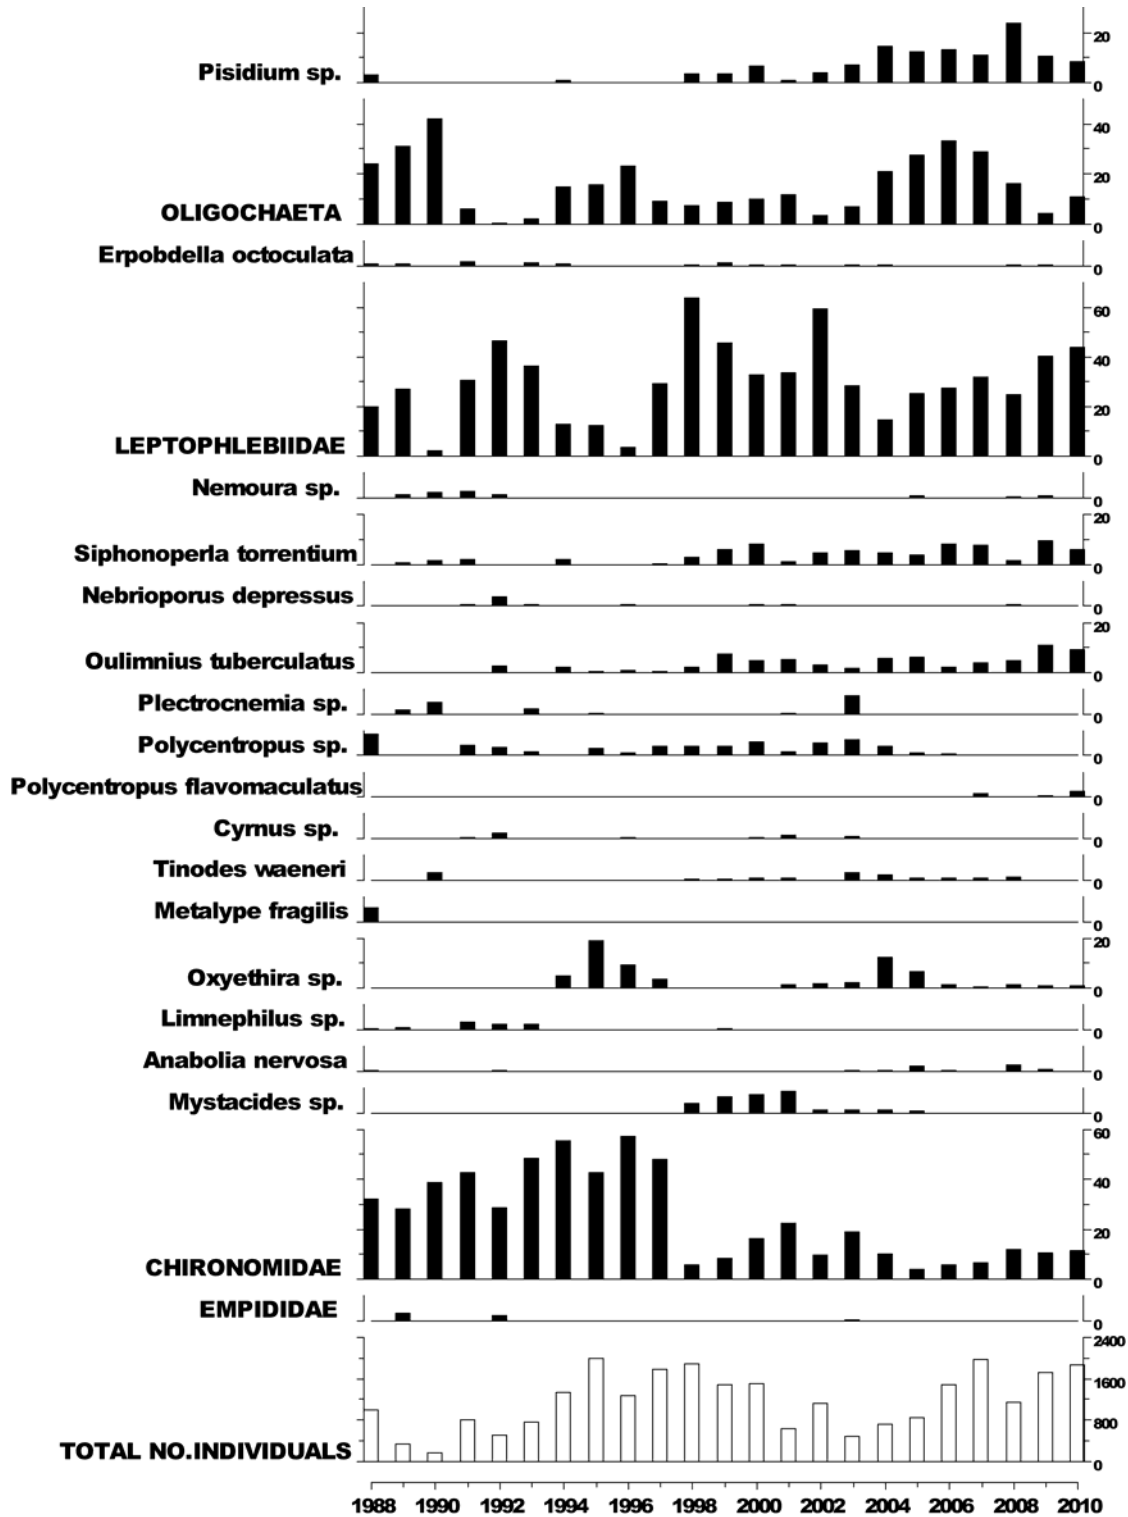 20
Pisidium sp.
0
40
20
OLIGOCHAETA
0
Erpobdella octoculata
0
60
40
20
LEPTOPHLEBIIDAE
0
Nemoura sp.
0
20
Siphonoperla torrentium
0
Nebrioporus depressus
0
20
Oulimnius tuberculatus
0
Plectrocnemia sp.
0
Polycentropus sp.
0
Polycentropus flavomaculatus
0
Cyrnus sp.
0
Tinodes waeneri
0
Metalype fragilis
0
20
Oxyethira sp.
0
Limnephilus sp.
0
Anabolia nervosa
0
Mystacides sp.
0
60
40
20
CHIRONOMIDAE
0
EMPIDIDAE
0
2400
1600
800
TOTAL NO.INDIVIDUALS
0
1988 1990 1992 1994 1996 1998 2000 2002 2004 2006 2008 2010